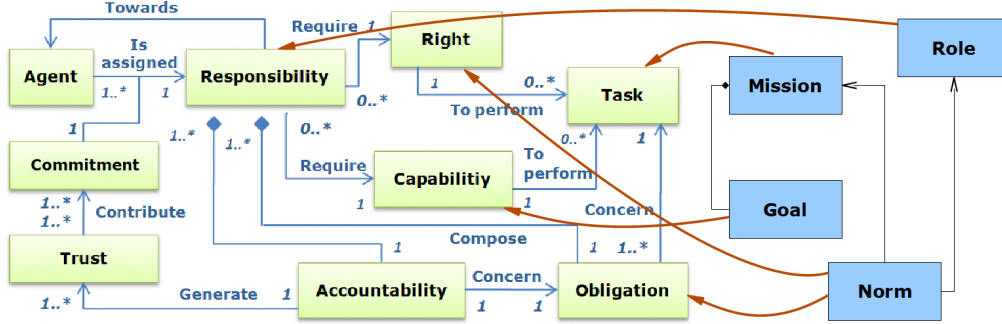 Towards
Is
assigned
Require
1
Right
Role
Agent
Responsibility
Task
Mission
1..*
1
0..*
1
0..*
To perform
1
1..*
1..*
0..*
0..*
1
Commitment
Require
Capabilitiy
To
perform
1..*
1..*
Contribute
1
1
Concern
Goal
Trust
Compose
1
1
1..*
1..*
Generate
1
Accountability
Concern
1
1
Obligation
Norm